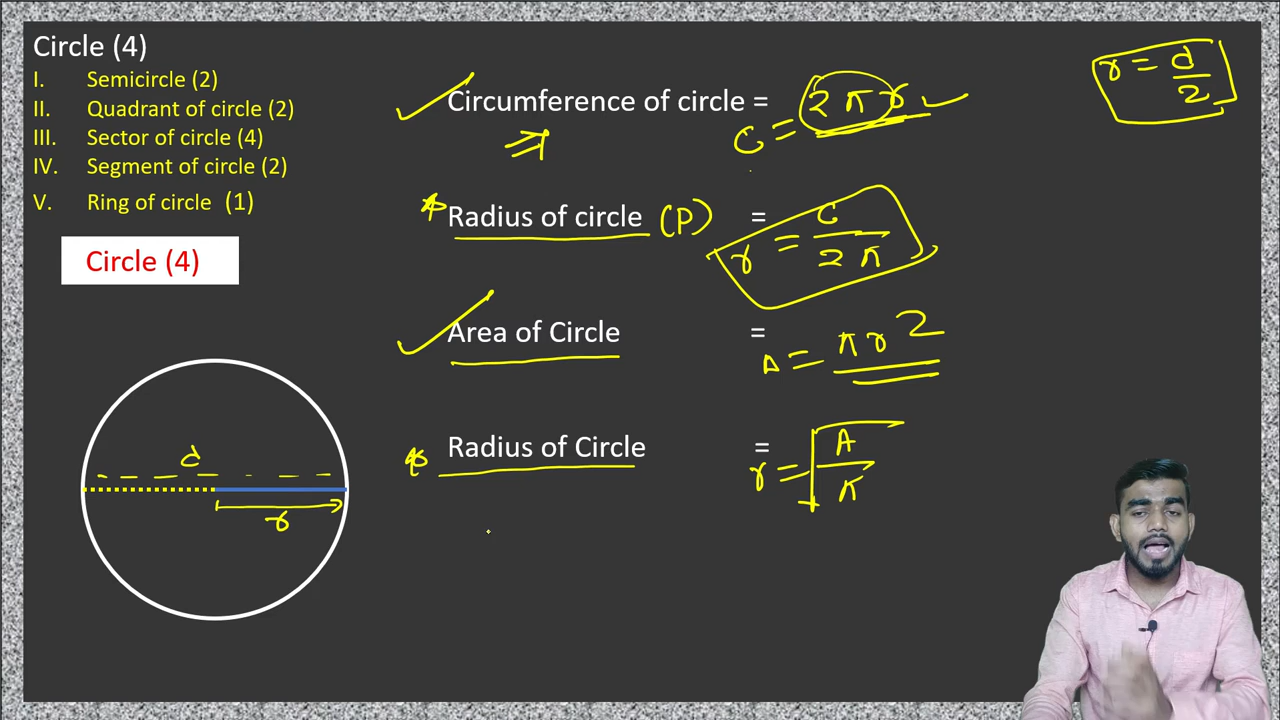 Circle (4)
I. Semicircle (2)
II. Quadrant of circle (2)
III. Sector of circle (4)
IV. Segment of circle (2)
V. Ring of circle (1)
Circle (4)
d
r
Circumference of circle =
C = 2πr
r = d/2
Radius of circle (P) =
r = C/2π
Area of Circle =
A = πr²
Radius of Circle =
r = √A/π